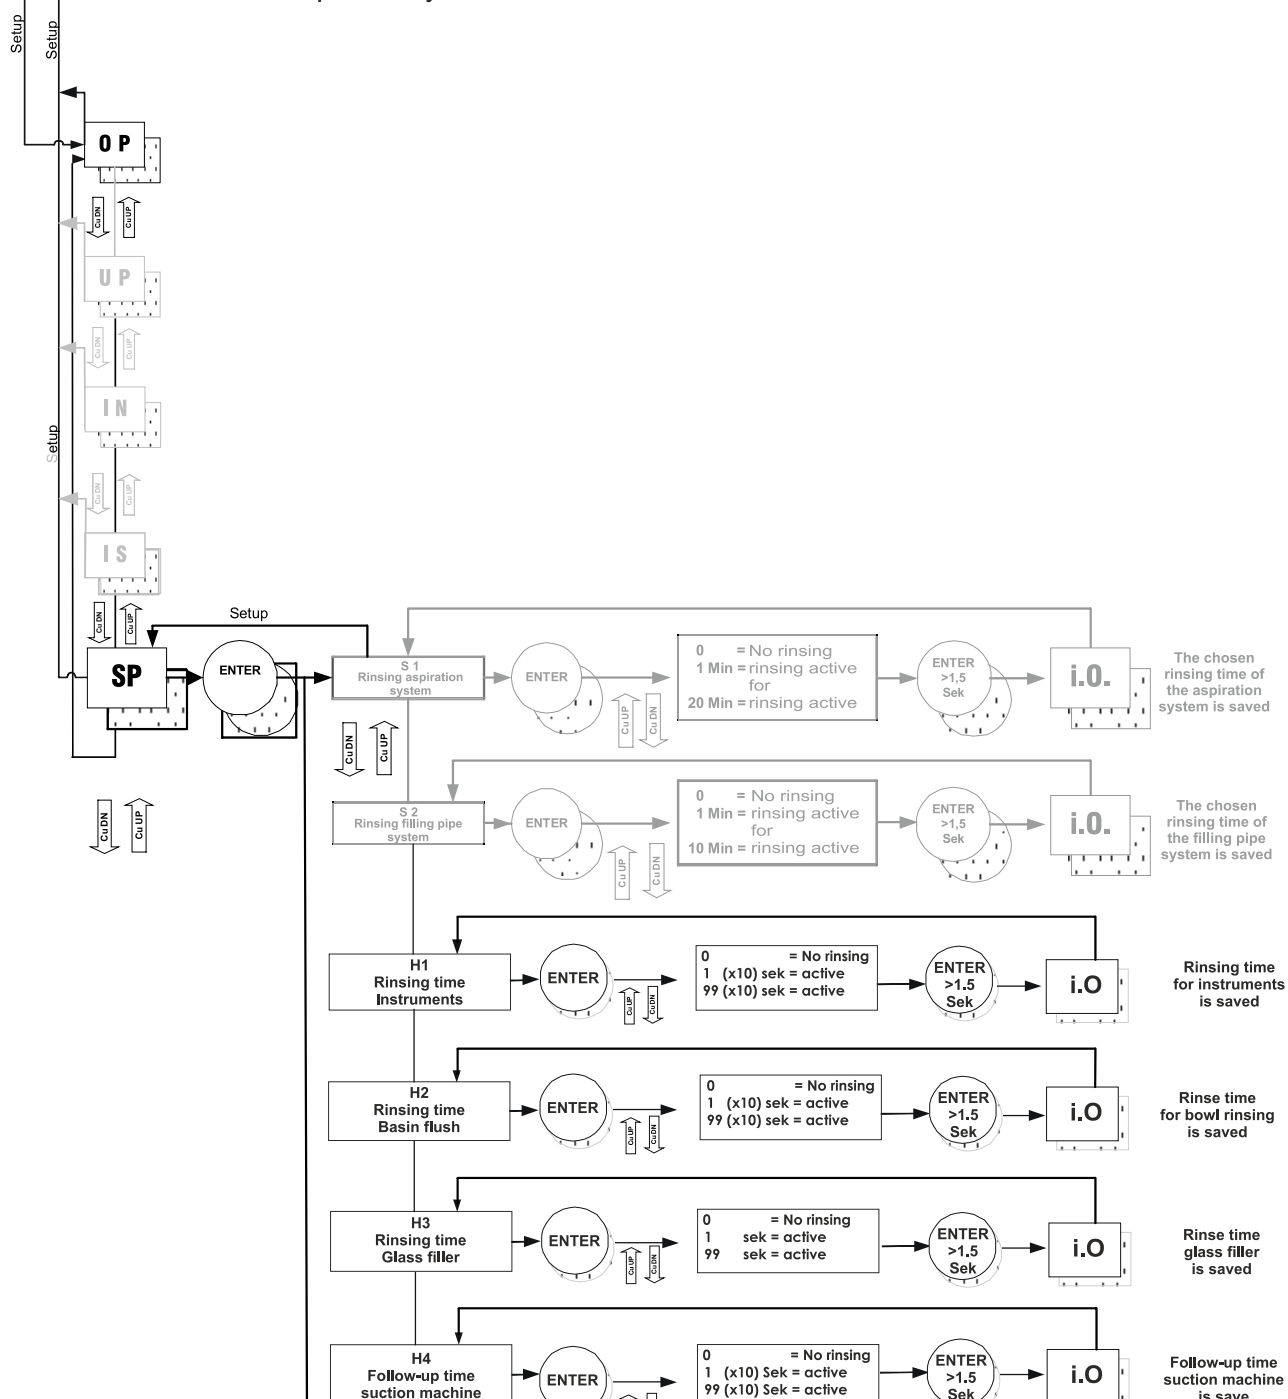 Setup
Setup
O P
Cu DN
Cu UP
U P
Cu DN
Cu UP
I N
Setup
Cu DN
Cu UP
I S
Cu DN
Cu UP
Setup
SP
ENTER
S 1
Rinsing aspiration
system
ENTER
Cu UP
Cu DN
0 = No rinsing
1 Min = rinsing active
for
20 Min = rinsing active
ENTER
>1,5
Sek
i.O.
The chosen
rinsing time of
the aspiration
system is saved
Cu DN
Cu UP
Cu DN
Cu UP
S 2
Rinsing filling pipe
system
ENTER
Cu UP
Cu DN
0 = No rinsing
1 Min = rinsing active
for
10 Min = rinsing active
ENTER
>1,5
Sek
i.O.
The chosen
rinsing time of
the filling pipe
system is saved
H1
Rinsing time
Instruments
ENTER
Cu UP
Cu DN
0 = No rinsing
1 (x10) sek = active
99 (x10) sek = active
ENTER
>1.5
Sek
i.O
Rinsing time
for instruments
is saved
H2
Rinsing time
Basin flush
ENTER
Cu UP
Cu DN
0 = No rinsing
1 (x10) sek = active
99 (x10) sek = active
ENTER
>1.5
Sek
i.O
Rinse time
for bowl rinsing
is saved
H3
Rinsing time
Glass filler
ENTER
Cu UP
Cu DN
0 = No rinsing
1 sek = active
99 sek = active
ENTER
>1.5
Sek
i.O
Rinse time
glass filler
is saved
H4
Follow-up time
suction machine
ENTER
0 = No rinsing
1 (x10) Sek = active
99 (x10) Sek = active
ENTER
>1.5
Sek
i.O
Follow-up time
suction machine
is save